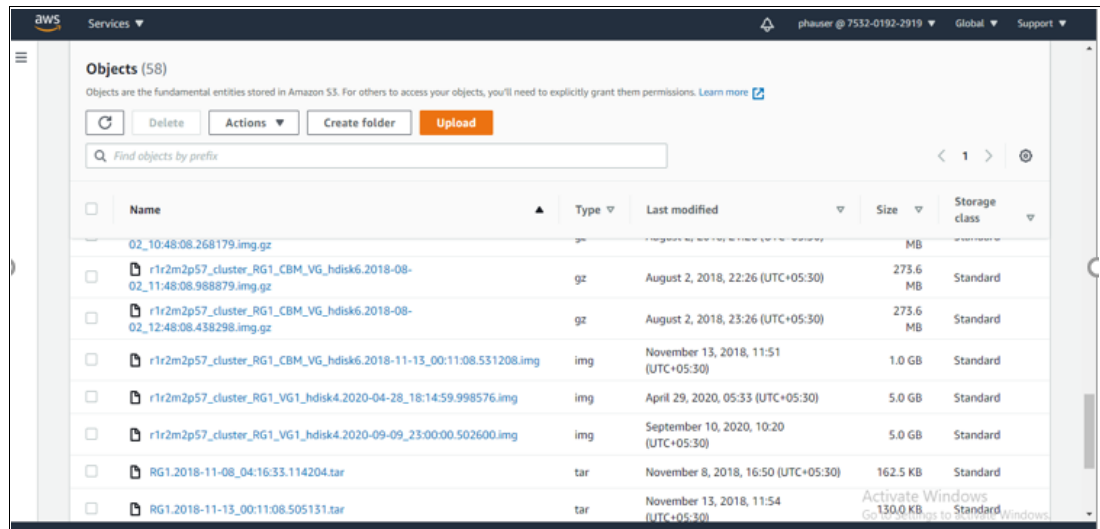 aws Services ▼ phauser @ 7532-0192-2919 ▼ Global ▼ Support ▼
Objects (58)
Objects are the fundamental entities stored in Amazon S3. For others to access your objects, you'll need to explicitly grant them permissions. Learn more
Delete Actions ▼ Create folder Upload
Find objects by prefix
< 1 >
Name ▲ Type ▽ Last modified ▽ Size ▽ Storage
class ▽
02_10:48:08.268179.img.gz MB
r1r2m2p57_cluster_RG1_CBM_VG_hdisk6.2018-08- gz August 2, 2018, 22:26 (UTC+05:30) 273.6 Standard
02_11:48:08.988879.img.gz MB
r1r2m2p57_cluster_RG1_CBM_VG_hdisk6.2018-08- gz August 2, 2018, 23:26 (UTC+05:30) 273.6 Standard
02_12:48:08.438298.img.gz MB
r1r2m2p57_cluster_RG1_CBM_VG_hdisk6.2018-11-13_00:11:08.531208.img img November 13, 2018, 11:51 1.0 GB Standard
(UTC+05:30)
r1r2m2p57_cluster_RG1_VG1_hdisk4.2020-04-28_18:14:59.998576.img img April 29, 2020, 05:33 (UTC+05:30) 5.0 GB Standard
r1r2m2p57_cluster_RG1_VG1_hdisk4.2020-09-09_23:00:00.502600.img img September 10, 2020, 10:20 5.0 GB Standard
(UTC+05:30)
RG1.2018-11-08_04:16:33.114204.tar tar November 8, 2018, 16:50 (UTC+05:30) 162.5 KB Standard
Activate Windows
RG1.2018-11-13_00:11:08.505131.tar tar November 13, 2018, 11:54 130.0 KB Standard
(UTC+05:30)
Go to Settings to activate Windows.